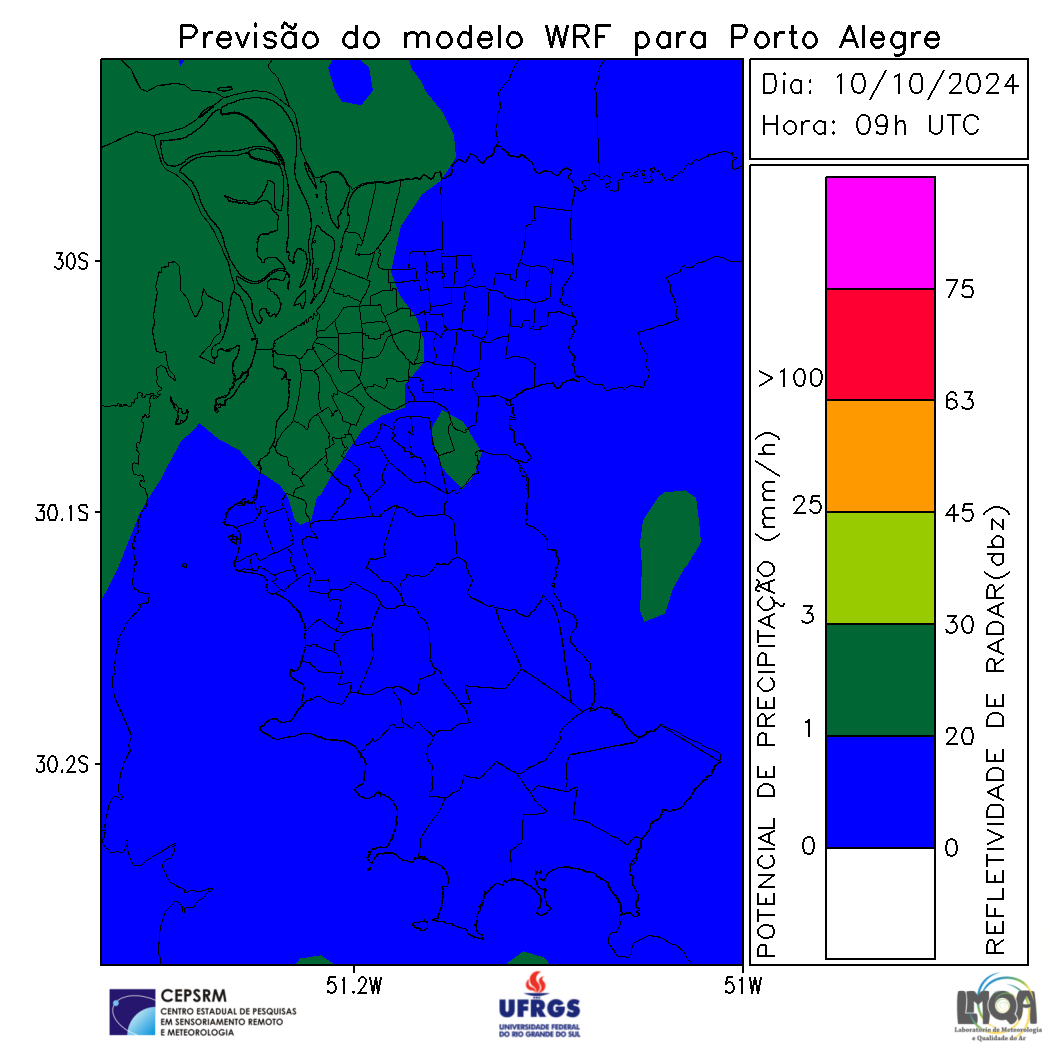 Previsão do modelo WRF para Porto Alegre
Dia: 10/10/2024
Hora: 09h UTC
30S
30.1S
30.2S
51.2W
51W
POTENCIAL DE PRECIPITAÇÃO (mm/h)
>100
25
3
1
0
75
63
45
30
20
0
REFLETIVIDADE DE RADAR(dbz)
CEPSRM
CENTRO ESTADUAL DE PESQUISAS
EM SENSORIAMENTO REMOTO
E METEOROLOGIA
UFRGS
UNIVERSIDADE FEDERAL
DO RIO GRANDE DO SUL
LMQA
Laboratório de Meteorologia
e Qualidade do Ar